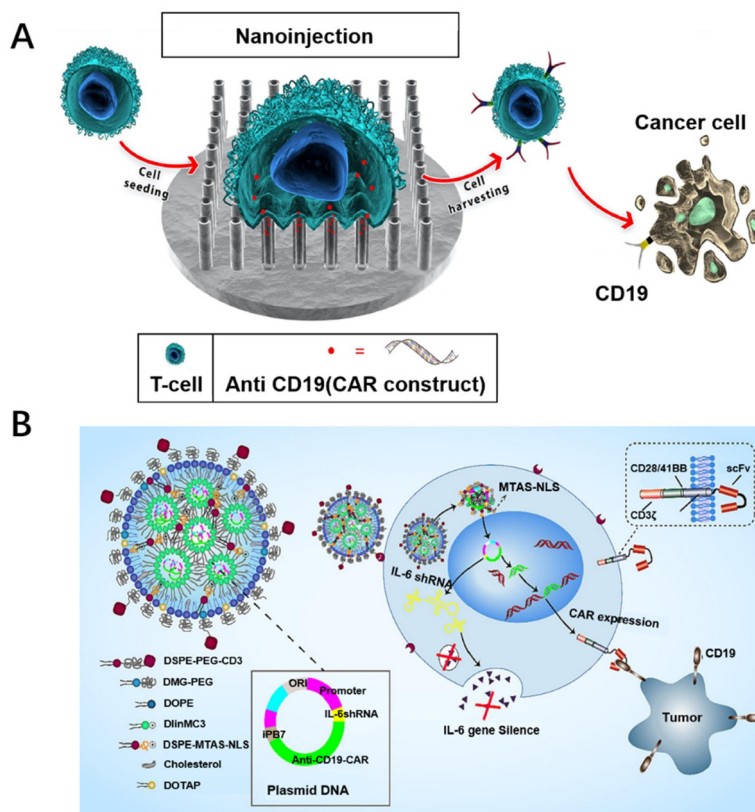 A
Nanoinjection
Cell
seeding
Cell
harvesting
Cancer cell
CD19
T-cell
=
Anti CD19(CAR construct)
B
DSPE-PEG-CD3
DMG-PEG
DOPE
DlinMC3
DSPE-MTAS-NLS
Cholesterol
DOTAP
ORI
Promoter
IL-6shRNA
iPB7
Anti-CD19-CAR
Plasmid DNA
MTAS-NLS
IL-6 shRNA
CAR expression
IL-6 gene Silence
CD28/41BB
scFv
CD3ζ
CD19
Tumor